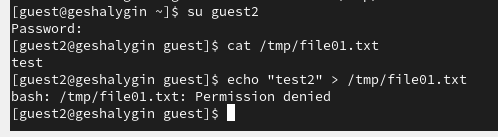 [guest@geshalygin ~]$ su guest2
Password:
[guest2@geshalygin guest]$ cat /tmp/file01.txt
test
[guest2@geshalygin guest]$ echo "test2" > /tmp/file01.txt
bash: /tmp/file01.txt: Permission denied
[guest2@geshalygin guest]$